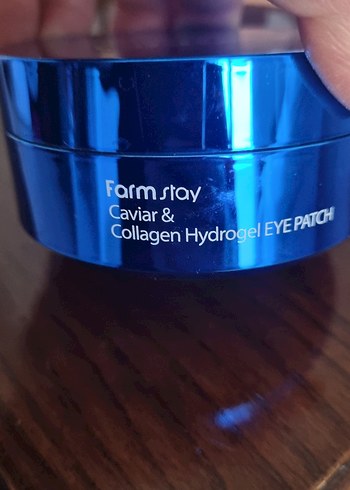 Farm stay
Caviar &
Collagen Hydrogel EYE PATCH